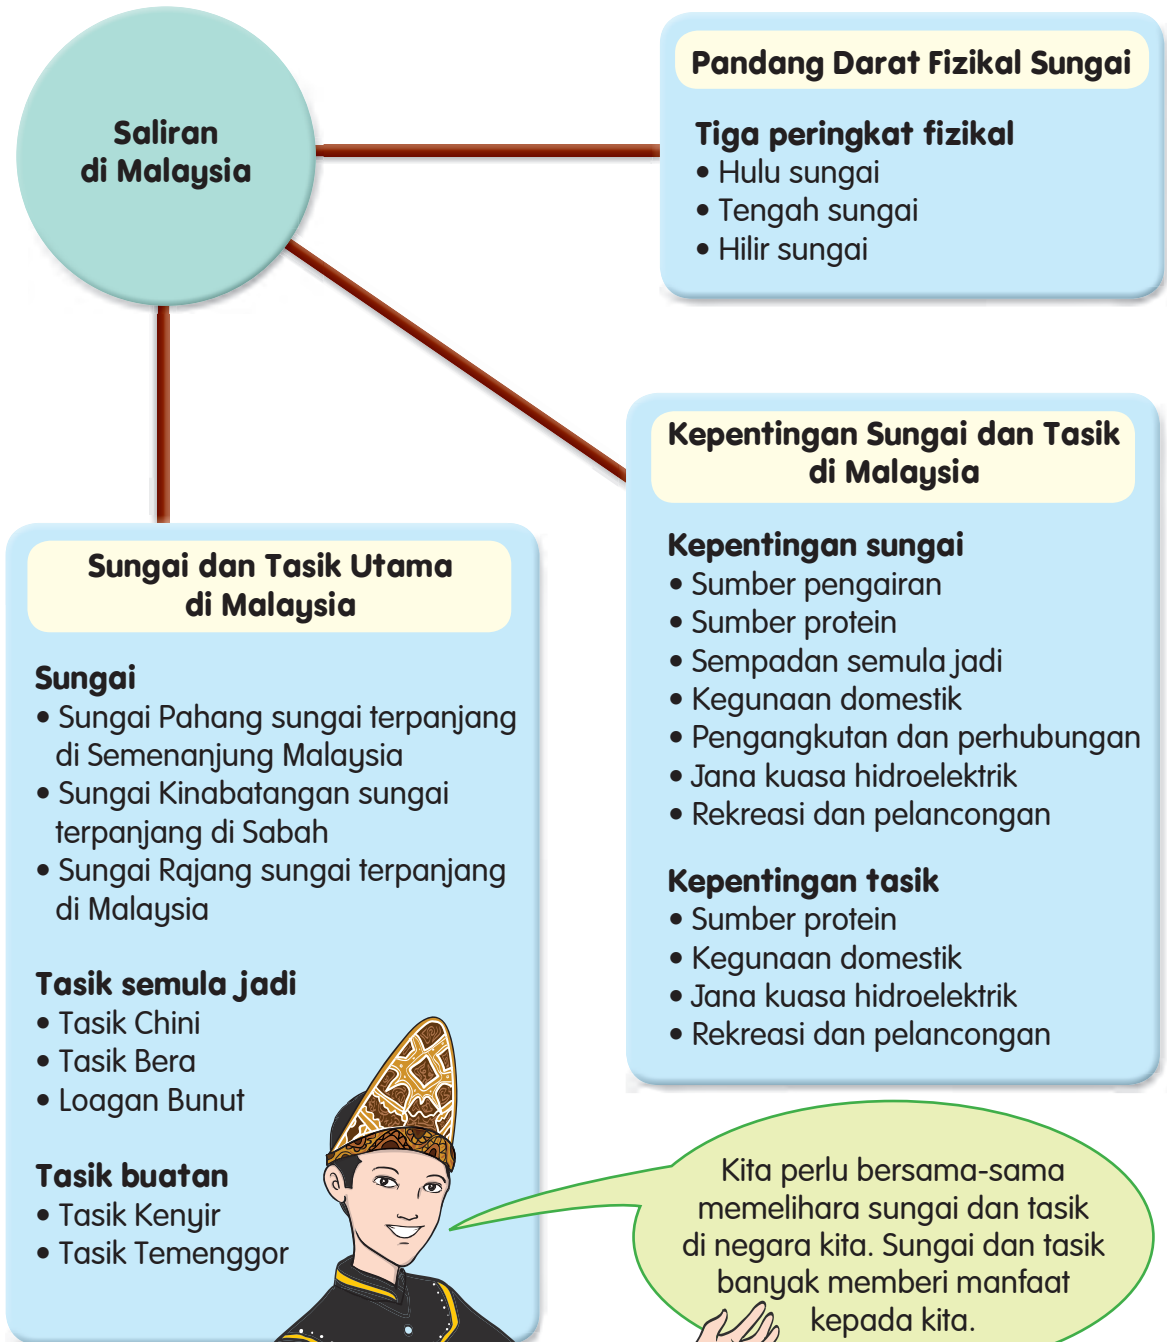 Saliran
di Malaysia
Pandang Darat Fizikal Sungai
Tiga peringkat fizikal
• Hulu sungai
• Tengah sungai
• Hilir sungai
Kepentingan Sungai dan Tasik
di Malaysia
Kepentingan sungai
• Sumber pengairan
• Sumber protein
• Sempadan semula jadi
• Kegunaan domestik
• Pengangkutan dan perhubungan
• Jana kuasa hidroelektrik
• Rekreasi dan pelancongan
Kepentingan tasik
• Sumber protein
• Kegunaan domestik
• Jana kuasa hidroelektrik
• Rekreasi dan pelancongan
Sungai dan Tasik Utama
di Malaysia
Sungai
• Sungai Pahang sungai terpanjang
di Semenanjung Malaysia
• Sungai Kinabatangan sungai
terpanjang di Sabah
• Sungai Rajang sungai terpanjang
di Malaysia
Tasik semula jadi
• Tasik Chini
• Tasik Bera
• Loagan Bunut
Tasik buatan
• Tasik Kenyir
• Tasik Temenggor
Kita perlu bersama-sama
memelihara sungai dan tasik
di negara kita. Sungai dan tasik
banyak memberi manfaat
kepada kita.